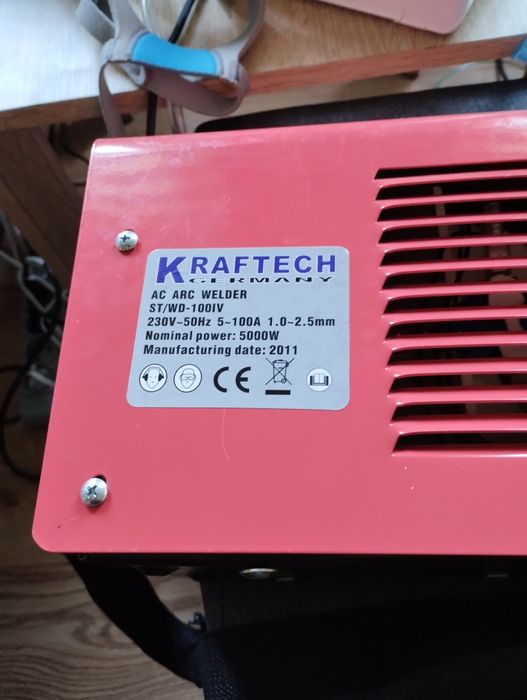 KRAFTECH
GERMANY
AC ARC WELDER
ST/WD-100IV
230V~50Hz 5~100A 1.0~2.5mm
Nominal power: 5000W
Manufacturing date: 2011
CE